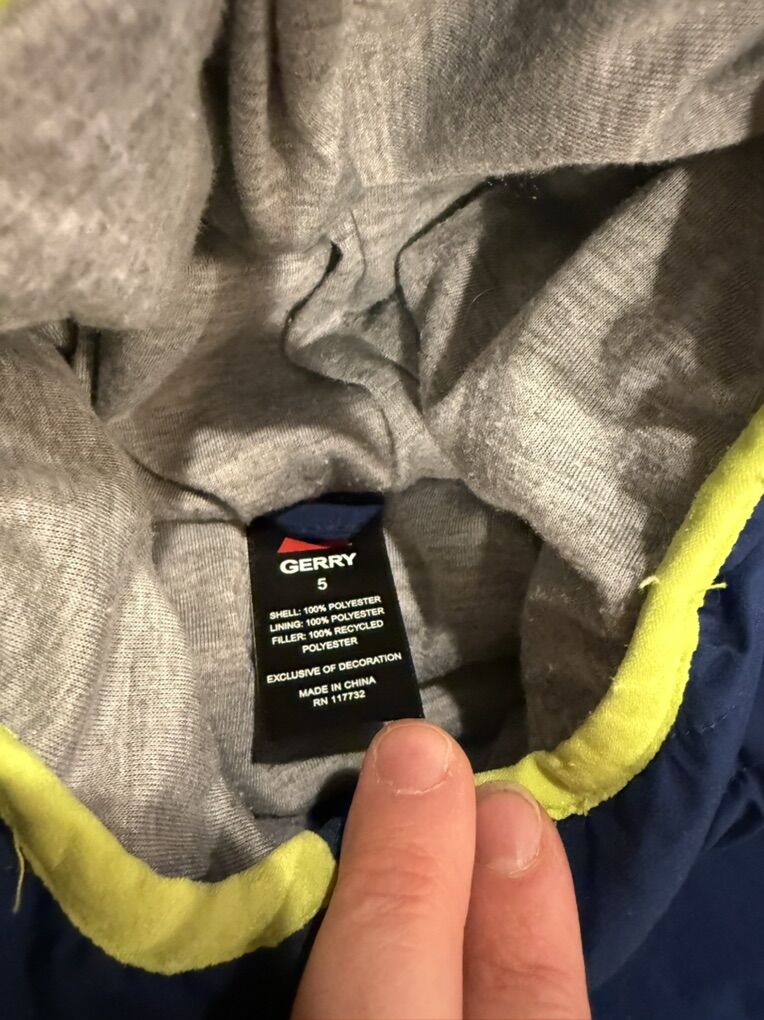 GERRY
5
SHELL: 100% POLYESTER
LINING: 100% POLYESTER
FILLER: 100% RECYCLED
POLYESTER
EXCLUSIVE OF DECORATION
MADE IN CHINA
RN 117732